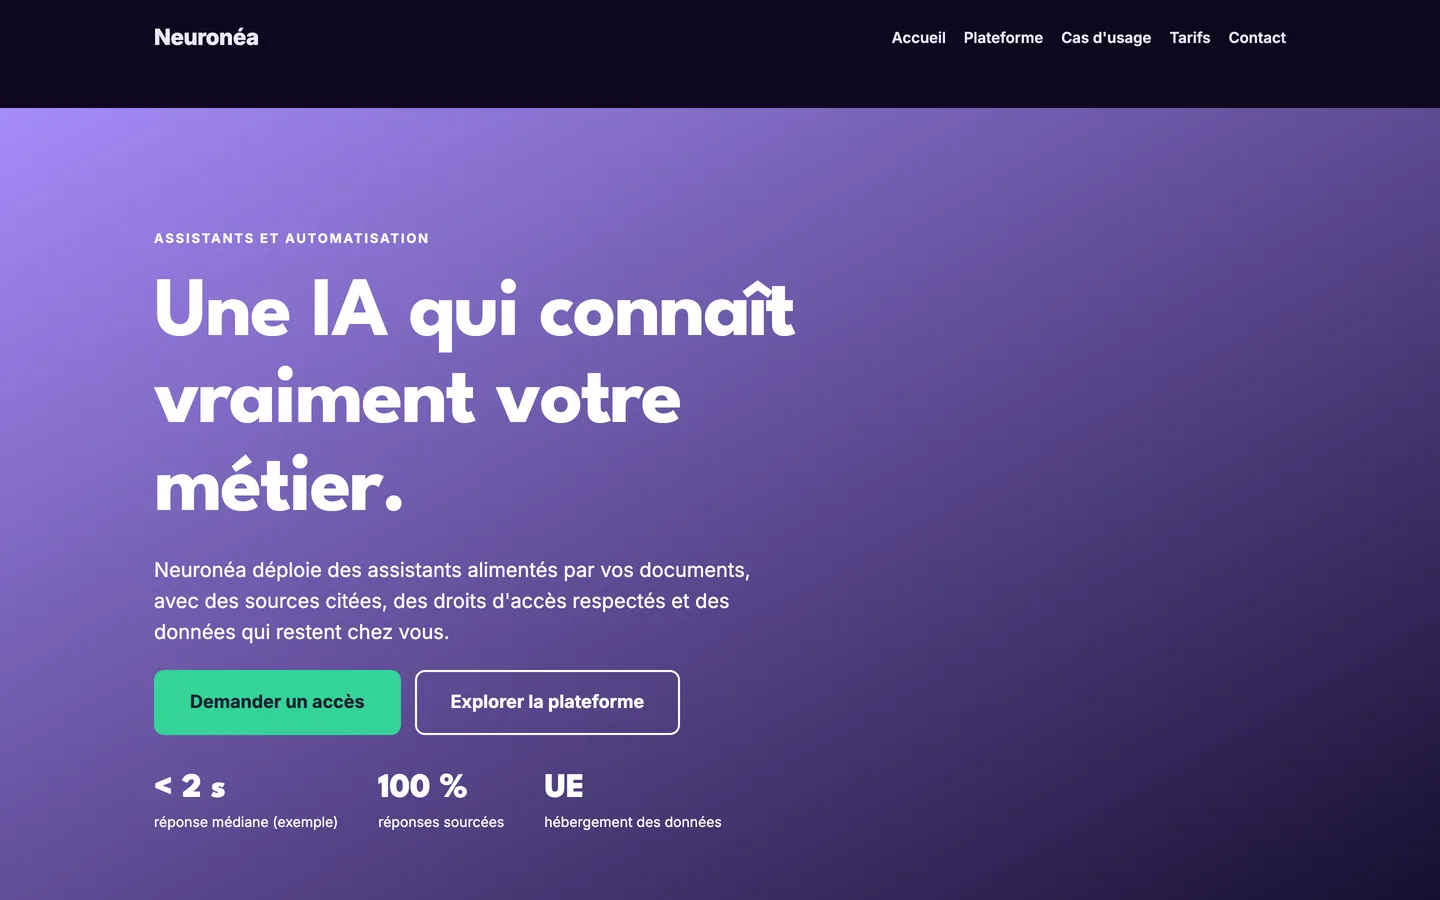 Neuronéa
Accueil Plateforme Cas d'usage Tarifs Contact
ASSISTANTS ET AUTOMATISATION
Une IA qui connaît
vraiment votre
métier.
Neuronéa déploie des assistants alimentés par vos documents,
avec des sources citées, des droits d'accès respectés et des
données qui restent chez vous.
Demander un accès
Explorer la plateforme
< 2 s
réponse médiane (exemple)
100 %
réponses sourcées
UE
hébergement des données